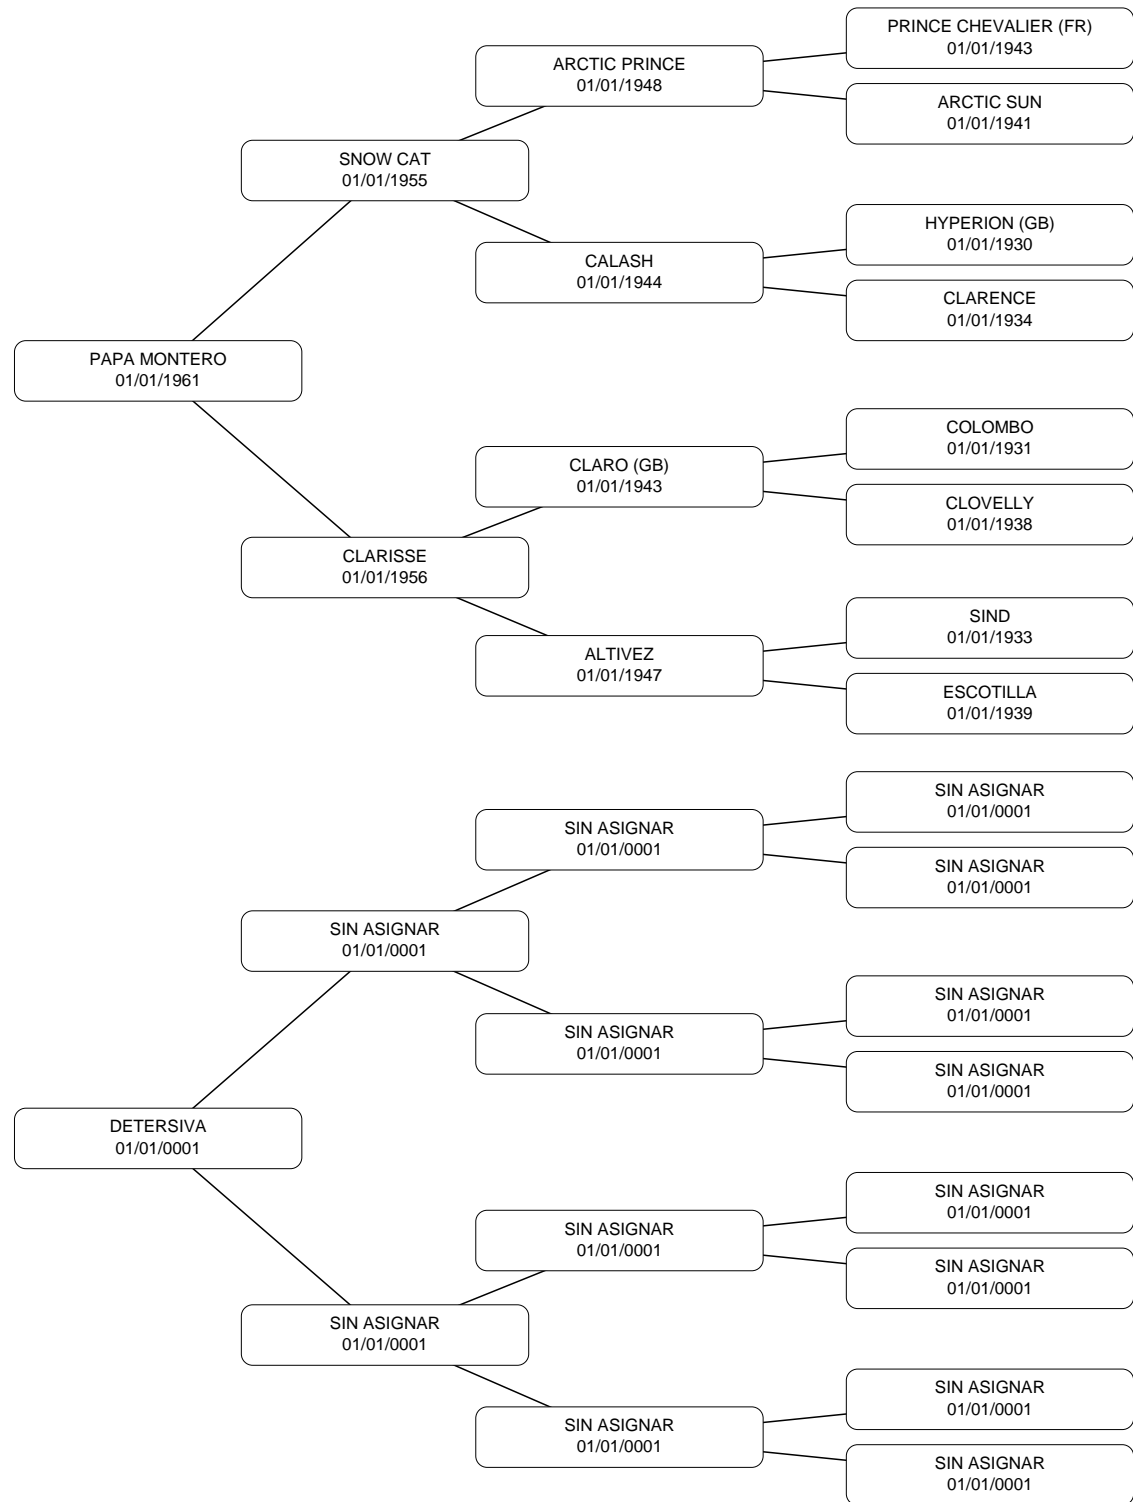 PRINCE CHEVALIER (FR)
01/01/1943
ARCTIC PRINCE
01/01/1948
ARCTIC SUN
01/01/1941
SNOW CAT
01/01/1955
HYPERION (GB)
01/01/1930
CALASH
01/01/1944
CLARENCE
01/01/1934
PAPA MONTERO
01/01/1961
COLOMBO
01/01/1931
CLARO (GB)
01/01/1943
CLOVELLY
01/01/1938
CLARISSE
01/01/1956
SIND
01/01/1933
ALTIVEZ
01/01/1947
ESCOTILLA
01/01/1939
SIN ASIGNAR
01/01/0001
SIN ASIGNAR
01/01/0001
SIN ASIGNAR
01/01/0001
SIN ASIGNAR
01/01/0001
SIN ASIGNAR
01/01/0001
SIN ASIGNAR
01/01/0001
SIN ASIGNAR
01/01/0001
DETERSIVA
01/01/0001
SIN ASIGNAR
01/01/0001
SIN ASIGNAR
01/01/0001
SIN ASIGNAR
01/01/0001
SIN ASIGNAR
01/01/0001
SIN ASIGNAR
01/01/0001
SIN ASIGNAR
01/01/0001
SIN ASIGNAR
01/01/0001